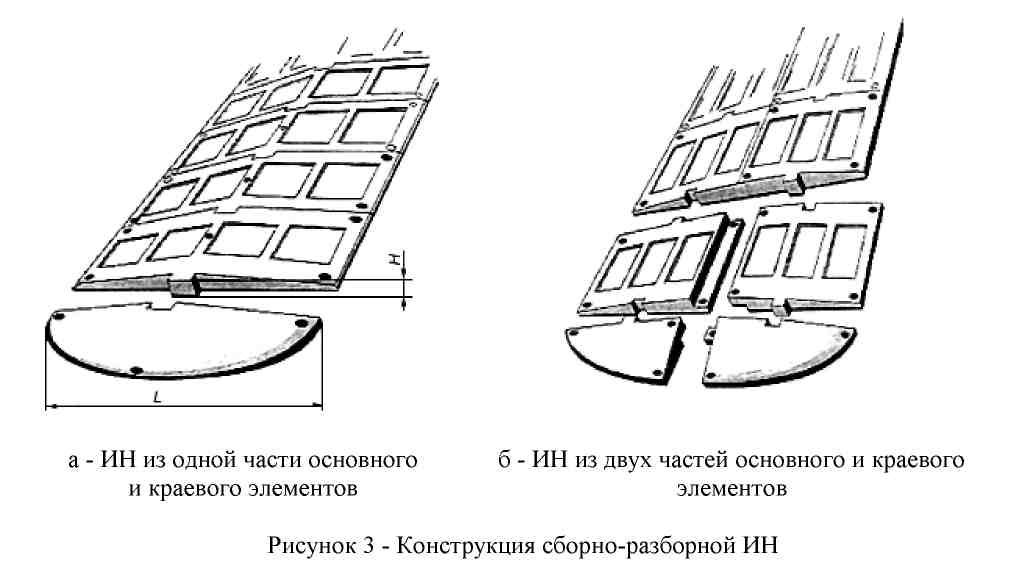 H
L
а - ИН из одной части основного
и краевого элементов
б - ИН из двух частей основного и краевого
элементов
Рисунок 3 - Конструкция сборно-разборной ИН